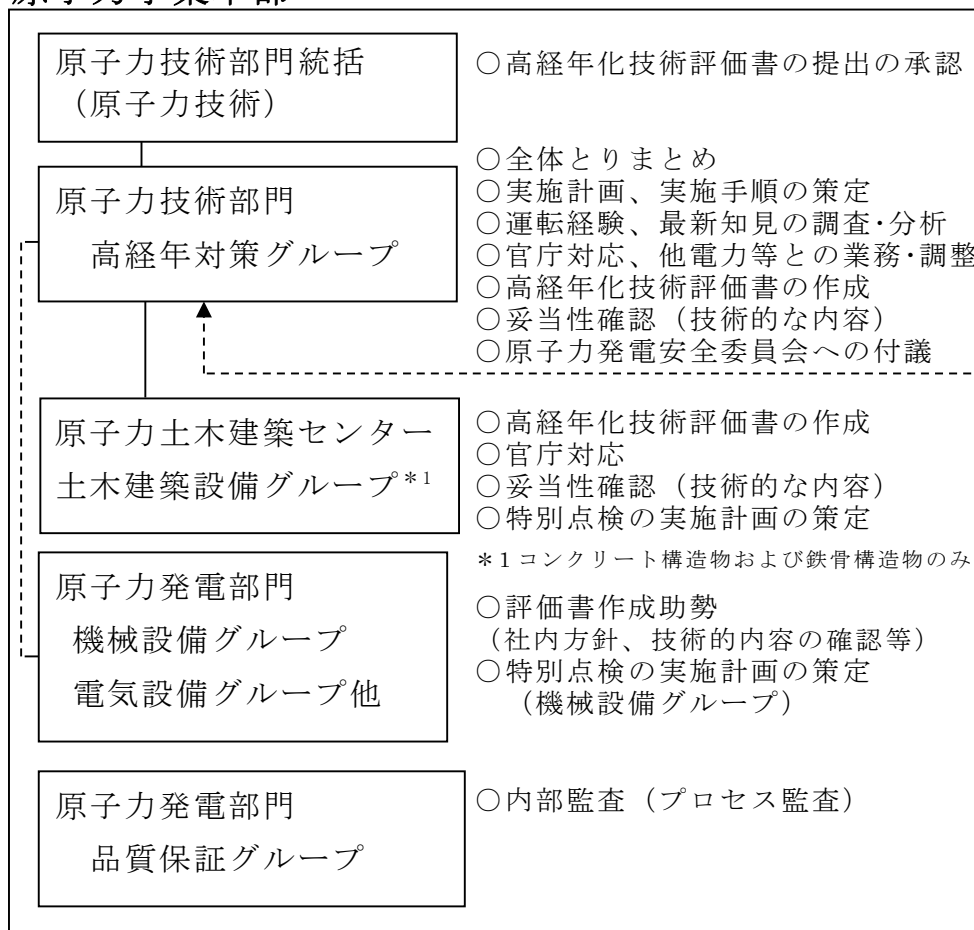 原子力事業本部
原子力技術部門統括
（原子力技術）
○高経年化技術評価書の提出の承認
原子力技術部門
高経年対策グループ
○全体とりまとめ
○実施計画、実施手順の策定
○運転経験、最新知見の調査・分析
○官庁対応、他電力等との業務・調整
○高経年化技術評価書の作成
○妥当性確認（技術的な内容）
○原子力発電安全委員会への付議
原子力土木建築センター
土木建築設備グループ*1
○高経年化技術評価書の作成
○官庁対応
○妥当性確認（技術的な内容）
○特別点検の実施計画の策定
*1コンクリート構造物および鉄骨構造物のみ
原子力発電部門
機械設備グループ
電気設備グループ他
○評価書作成助勢
（社内方針、技術的内容の確認等）
○特別点検の実施計画の策定
（機械設備グループ）
原子力発電部門
品質保証グループ
○内部監査（プロセス監査）